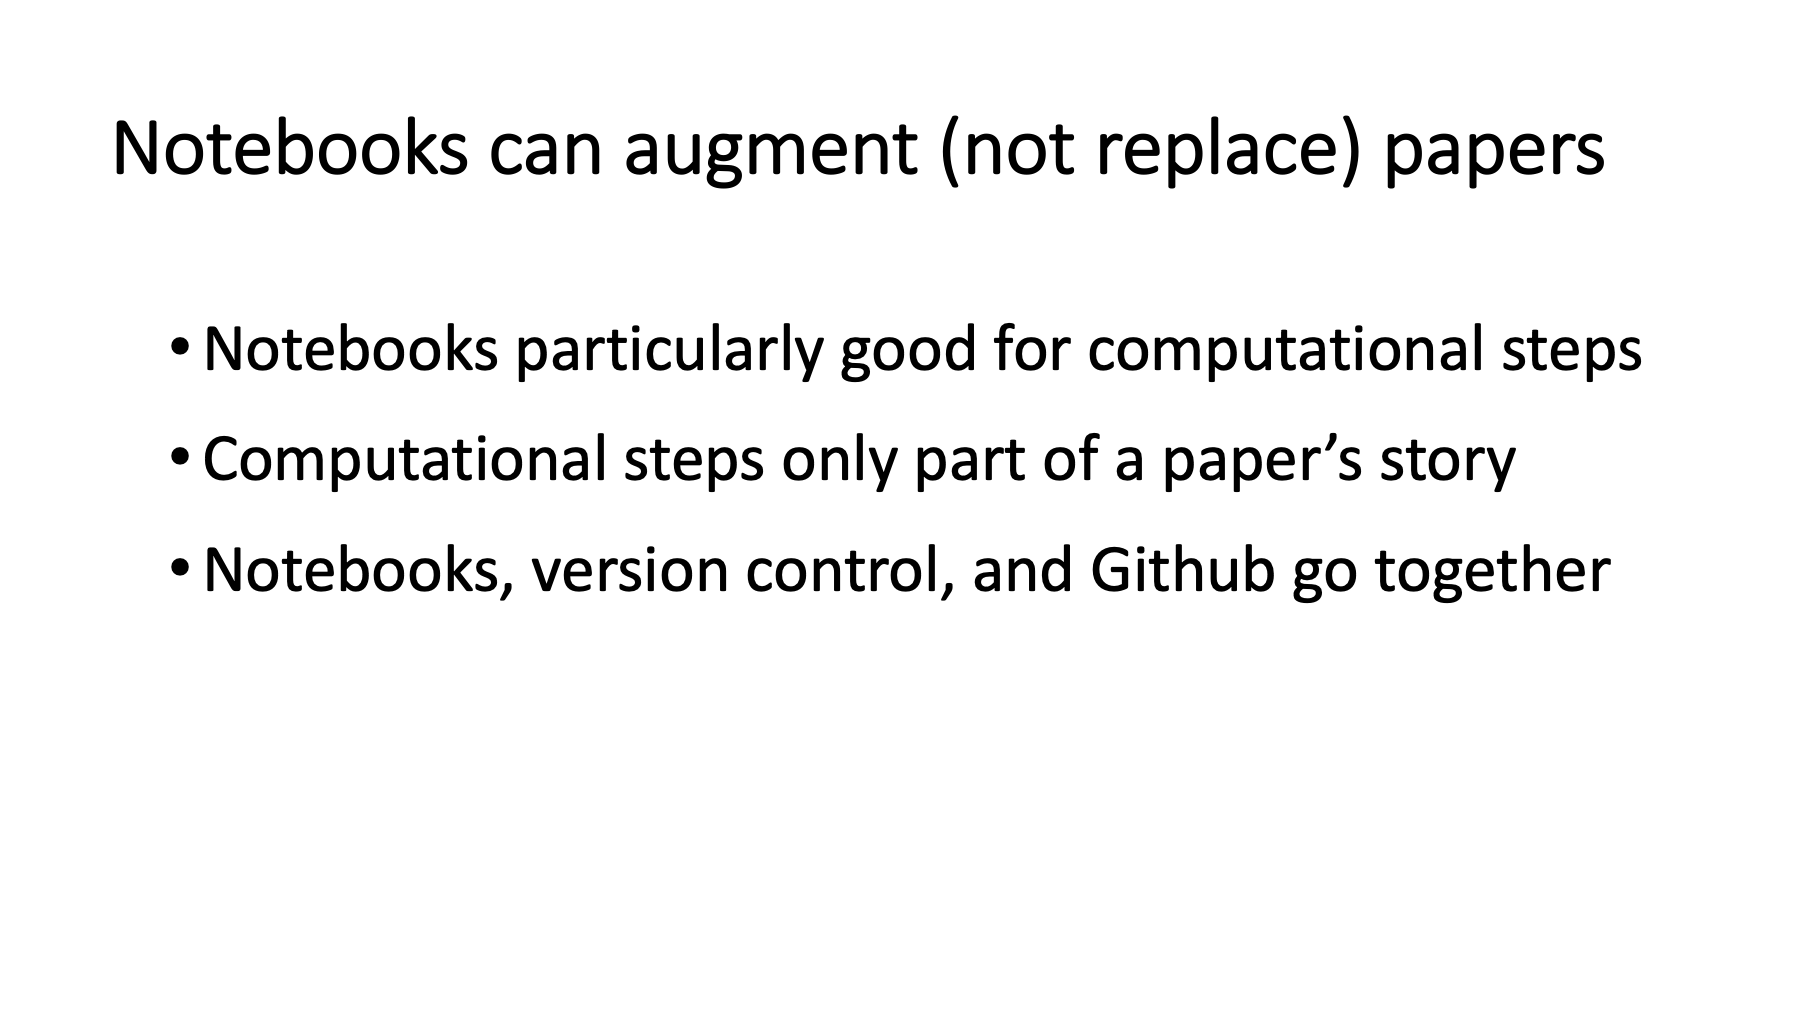 Notebooks can augment (not replace) papers
• Notebooks particularly good for computational steps
• Computational steps only part of a paper’s story
• Notebooks, version control, and Github go together